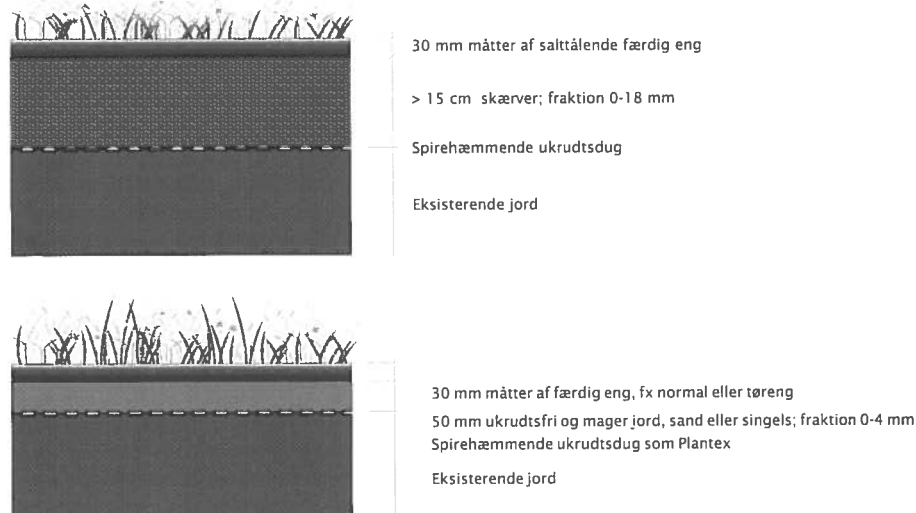 30 mm måtter af salttålende færdig eng
> 15 cm skærver; fraktion 0-18 mm
Spirehæmmende ukrudtsdug
Eksisterende jord
30 mm måtter af færdig eng, fx normal eller tøreng
50 mm ukrudtsfri og mager jord, sand eller singels; fraktion 0-4 mm
Spirehæmmende ukrudtsdug som Plantex
Eksisterende jord